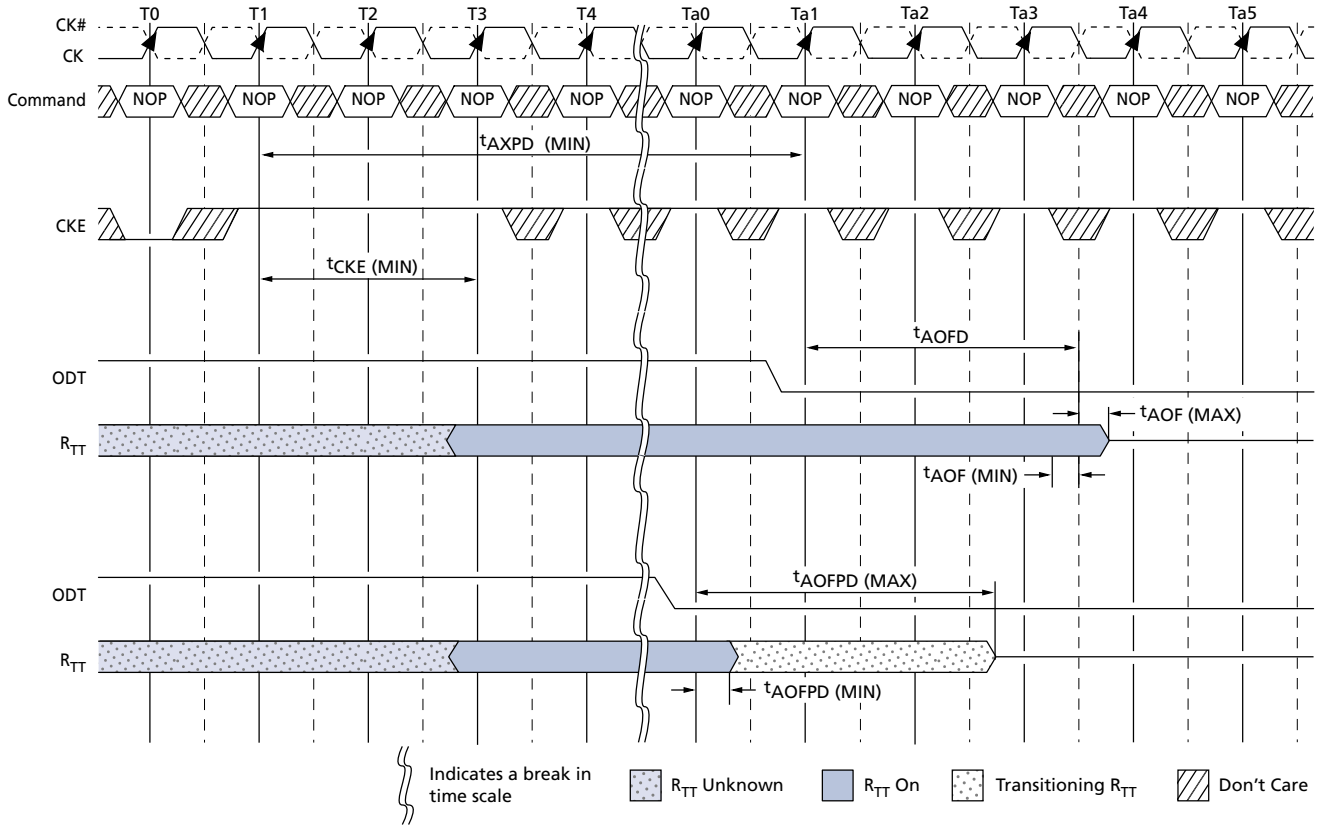 T0 T1 T2 T3 T4 Ta0 Ta1 Ta2 Ta3 Ta4 Ta5
CK#
CK
Command NOP NOP NOP NOP NOP NOP NOP NOP NOP NOP NOP
tAXPD (MIN)
CKE
tCKE (MIN)
tAOFD
ODT
tAOF (MAX)
RTT
tAOF (MIN)
tAOFPD (MAX)
ODT
RTT
tAOFPD (MIN)
Indicates a break in
time scale
RTT Unknown
RTT On
Transitioning RTT
Don't Care